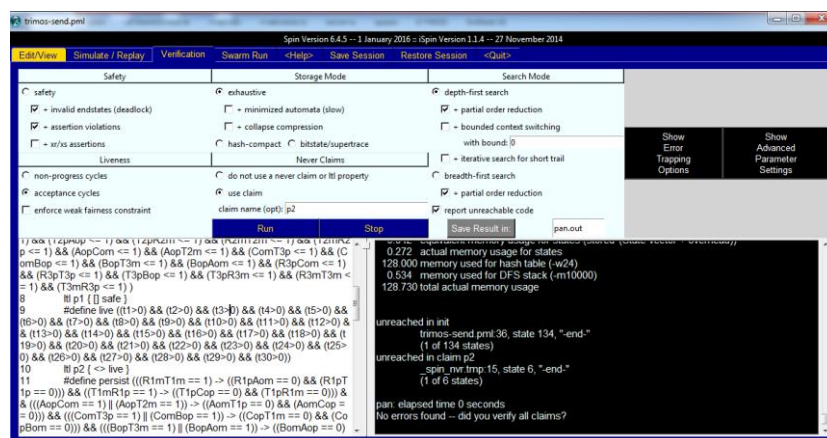 trimos-send.pml
Spin Version 6.4.5 -- 1 January 2016 :: iSpin Version 1.1.4 -- 27 November 2014
Edit/View Simulate / Replay Verification Swarm Run <Help> Save Session Restore Session <Quit>
Safety Storage Mode Search Mode
safety exhaustive depth-first search
+ invalid endstates (deadlock) + minimized automata (slow) + partial order reduction
+ assertion violations + collapse compression + bounded context switching
+ xr/xs assertions hash-compact bitstate/supertrace with bound: 0
Liveness Never Claims + iterative search for short trail
non-progress cycles do not use a never claim or ltl property breadth-first search
acceptance cycles use claim + partial order reduction
enforce weak fairness constraint claim name (opt): p2 report unreachable code
Run Stop Save Result in: pan.out
Show Error Trapping Options
Show Advanced Parameter Settings
1) && (T2pAop <= 1) && (T2pR2m <= 1) && (R2mT2m <= 1) && (T2mR2
p <= 1) && (AopCom <= 1) && (AopT2m <= 1) && (ComT3p <= 1) && (C
omBop <= 1) && (BopT3m <= 1) && (BopAom <= 1) && (R3pCom <= 1)
&& (R3pT3p <= 1) && (T3pBop <= 1) && (T3pR3m <= 1) && (R3mT3m <
= 1) && (T3mR3p <= 1) )
8 ltl p1 { [] safe }
9 #define live ((t1>0) && (t2>0) && (t3>0) && (t4>0) && (t5>0) &&
(t6>0) && (t7>0) && (t8>0) && (t9>0) && (t10>0) && (t11>0) && (t12>0) &
& (t13>0) && (t14>0) && (t15>0) && (t16>0) && (t17>0) && (t18>0) && (t
19>0) && (t20>0) && (t21>0) && (t22>0) && (t23>0) && (t24>0) && (t25>
0) && (t26>0) && (t27>0) && (t28>0) && (t29>0) && (t30>0))
10 ltl p2 { <> live }
11 #define persist (((R1mT1m == 1) -> ((R1pAom == 0) && (R1pT
1p == 0))) && ((T1mR1p == 1) -> ((T1pCop == 0) && (T1pR1m == 0))) &
& (((AopCom == 1) || (AopT2m == 1)) -> ((AomT1p == 0) && (AomCop =
= 0))) && (((ComT3p == 1) || (ComBop == 1)) -> ((CopT1m == 0) && (Co
pBom == 0))) && (((BopT3m == 1) || (BopAom == 1)) -> ((BomAop == 0)
0.272 actual memory usage for states
128.000 memory used for hash table (-w24)
0.534 memory used for DFS stack (-m10000)
128.730 total actual memory usage
unreached in init
trimos-send.pml:36, state 134, "-end-"
(1 of 134 states)
unreached in claim p2
_spin_nvr.tmp:15, state 6, "-end-"
(1 of 6 states)
pan: elapsed time 0 seconds
No errors found -- did you verify all claims?